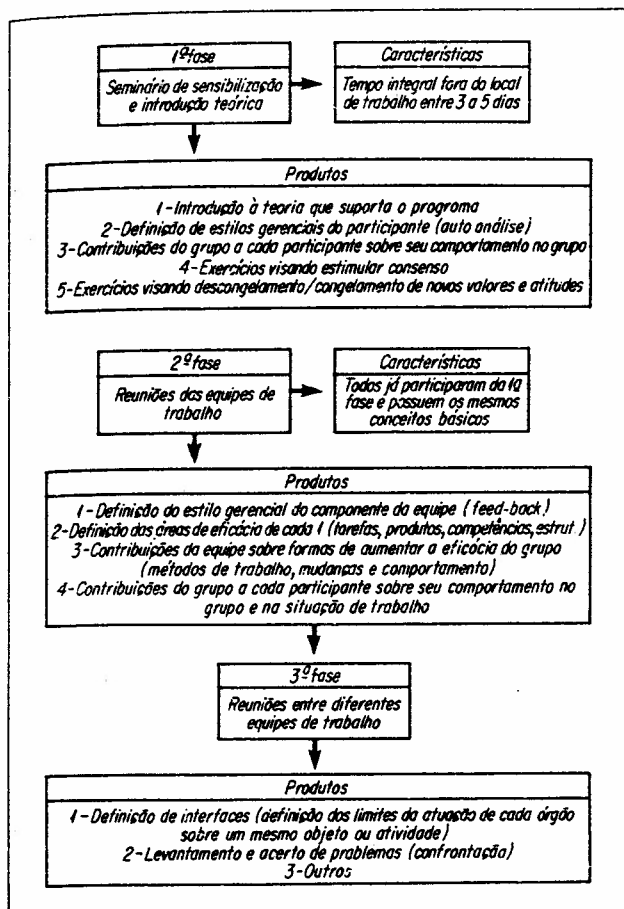 1ª fase
Seminário de sensibilização
e introdução teórica
Características
Tempo integral fora do local
de trabalho entre 3 a 5 dias
Produtos
1-Introdução à teoria que suporta o programa
2-Definição de estilos gerenciais do participante (auto análise)
3-Contribuições do grupo a cada participante sobre seu comportamento no grupo
4-Exercícios visando estimular consenso
5-Exercícios visando descongelamento/congelamento de novos valores e atitudes
2ª fase
Reuniões das equipes de
trabalho
Características
Todos já participaram da 1ª
fase e possuem os mesmos
conceitos básicos
Produtos
1-Definição do estilo gerencial do componente da equipe (feed-back)
2-Definição das áreas de eficácia de cada 1 (tarefas, produtos, competências, estrut.)
3-Contribuições da equipe sobre formas de aumentar a eficácia do grupo
(métodos de trabalho, mudanças e comportamento)
4-Contribuições do grupo a cada participante sobre seu comportamento no
grupo e na situação de trabalho
3ª fase
Reuniões entre diferentes
equipes de trabalho
Produtos
1-Definição de interfaces (definição dos limites da atuação de cada órgão
sobre um mesmo objeto ou atividade)
2-Levantamento e acerto de problemas (confrontação)
3-Outros